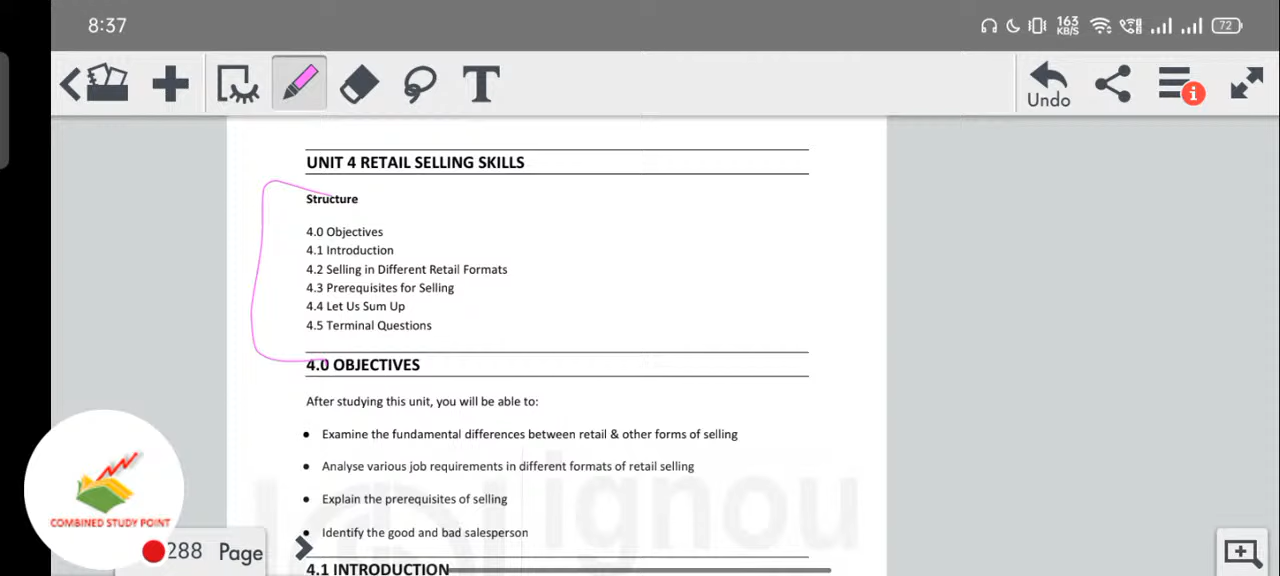 8:37
163
KB/S
72
Undo
UNIT 4 RETAIL SELLING SKILLS
Structure
4.0 Objectives
4.1 Introduction
4.2 Selling in Different Retail Formats
4.3 Prerequisites for Selling
4.4 Let Us Sum Up
4.5 Terminal Questions
4.0 OBJECTIVES
After studying this unit, you will be able to:
• Examine the fundamental differences between retail & other forms of selling
• Analyse various job requirements in different formats of retail selling
• Explain the prerequisites of selling
• Identify the good and bad salesperson
ignou
COMBINED STUDY POINT
288 Page
4.1 INTRODUCTION